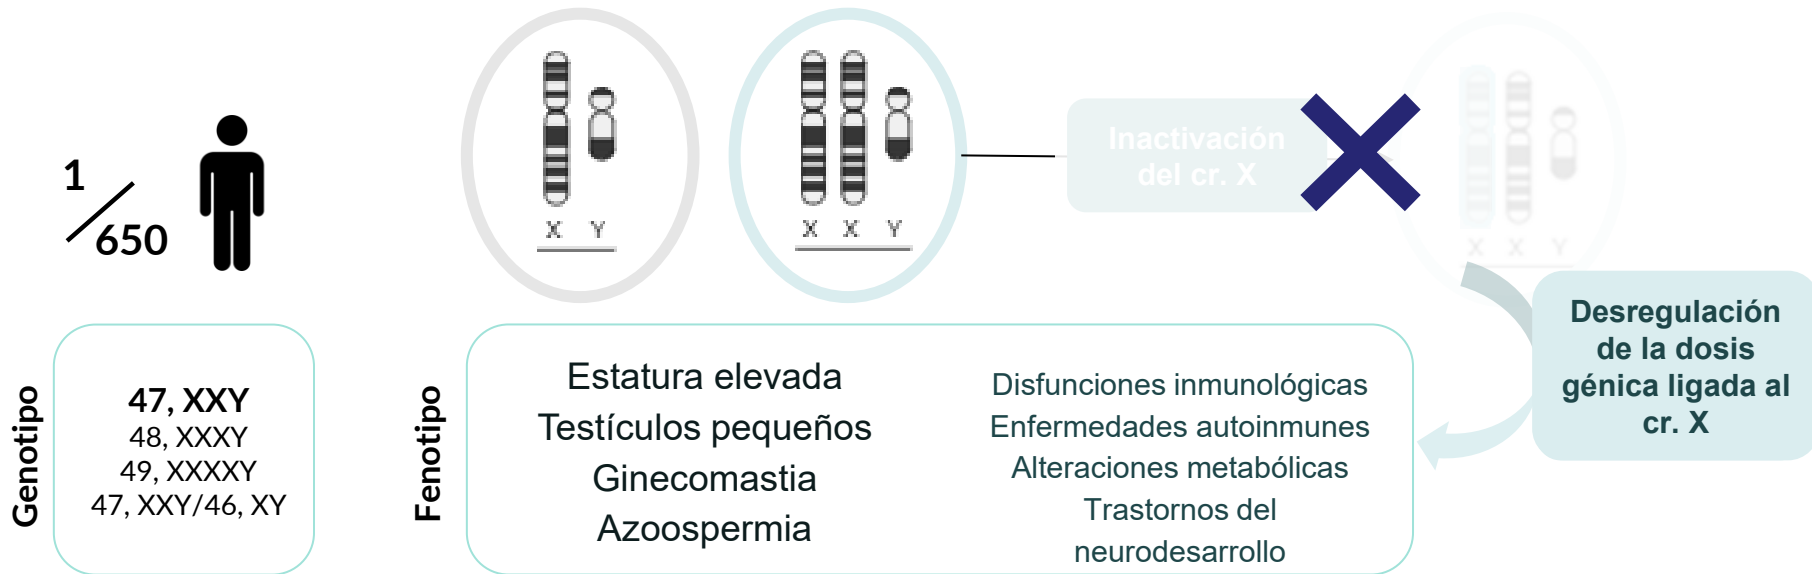 1
650
X Y
X X Y
Inactivación
del cr. X
X X Y
Desregulación
de la dosis
génica ligada al
cr. X
Genotipo
47, XXY
48, XXXY
49, XXXXY
47, XXY/46, XY
Fenotipo
Estatura elevada
Testículos pequeños
Ginecomastia
Azoospermia
Disfunciones inmunológicas
Enfermedades autoinmunes
Alteraciones metabólicas
Trastornos del
neurodesarrollo